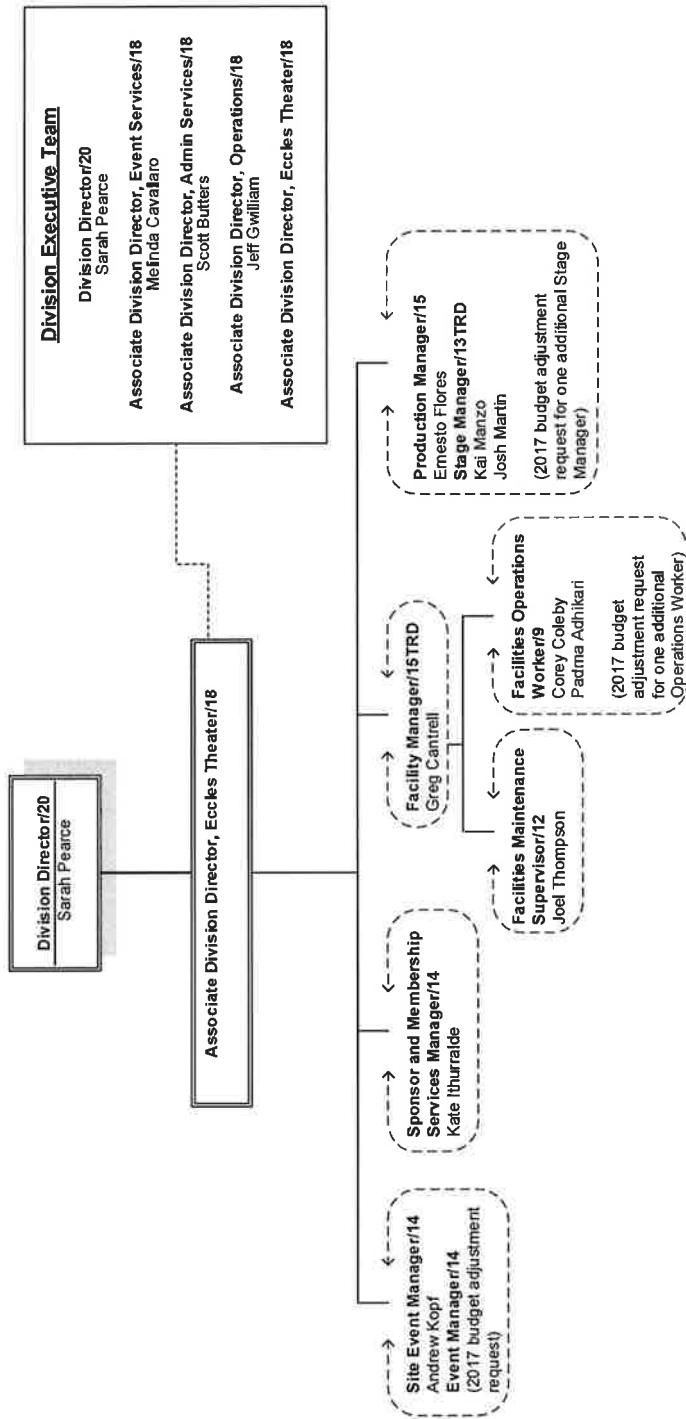 Division Director/20
Sarah Pearce
Associate Division Director, Eccles Theater/18
Division Executive Team
Division Director/20
Sarah Pearce
Associate Division Director, Event Services/18
Melinda Cavallaro
Associate Division Director, Admin Services/18
Scott Butters
Associate Division Director, Operations/18
Jeff Gwilliam
Associate Division Director, Eccles Theater/18
Site Event Manager/14
Andrew Kopf
Event Manager/14
(2017 budget adjustment
request)
Sponsor and Membership
Services Manager/14
Kate Ithurralde
Facility Manager/15TRD
Greg Cantrell
Facilities Maintenance
Supervisor/12
Joel Thompson
Facilities Operations
Worker/9
Corey Coleby
Padma Adhikari
(2017 budget
adjustment request
for one additional
Operations Worker)
Production Manager/15
Ernesto Flores
Stage Manager/13TRD
Kai Manzo
Josh Martin
(2017 budget adjustment
request for one additional Stage
Manager)